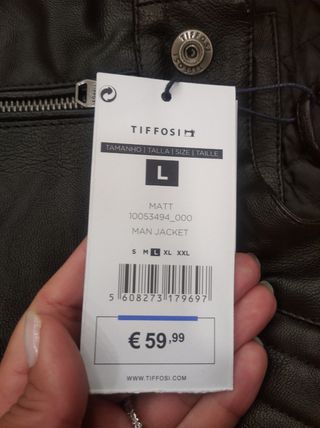 TIFFOSI
TIFFOSI
TAMANHO | TALLA | SIZE | TAILLE
L
MATT
10053494_000
MAN JACKET
S M L XL XXL
5 608273 179697
€ 59,99
WWW.TIFFOSI.COM